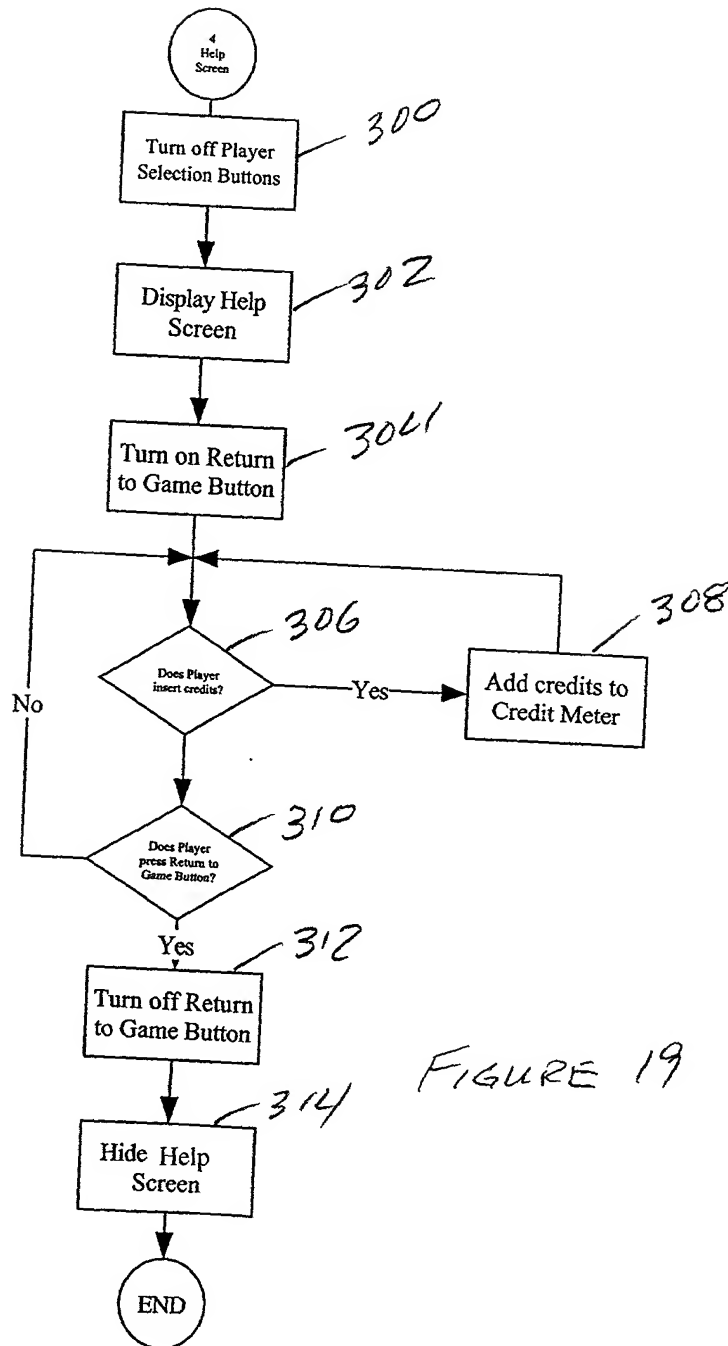 4
Help
Screen
300
Turn off Player
Selection Buttons
302
Display Help
Screen
304
Turn on Return
to Game Button
306
Does Player
insert credits?
Yes
308
Add credits to
Credit Meter
No
310
Does Player
press Return to
Game Button?
Yes
312
Turn off Return
to Game Button
314
Hide Help
Screen
FIGURE 19
END